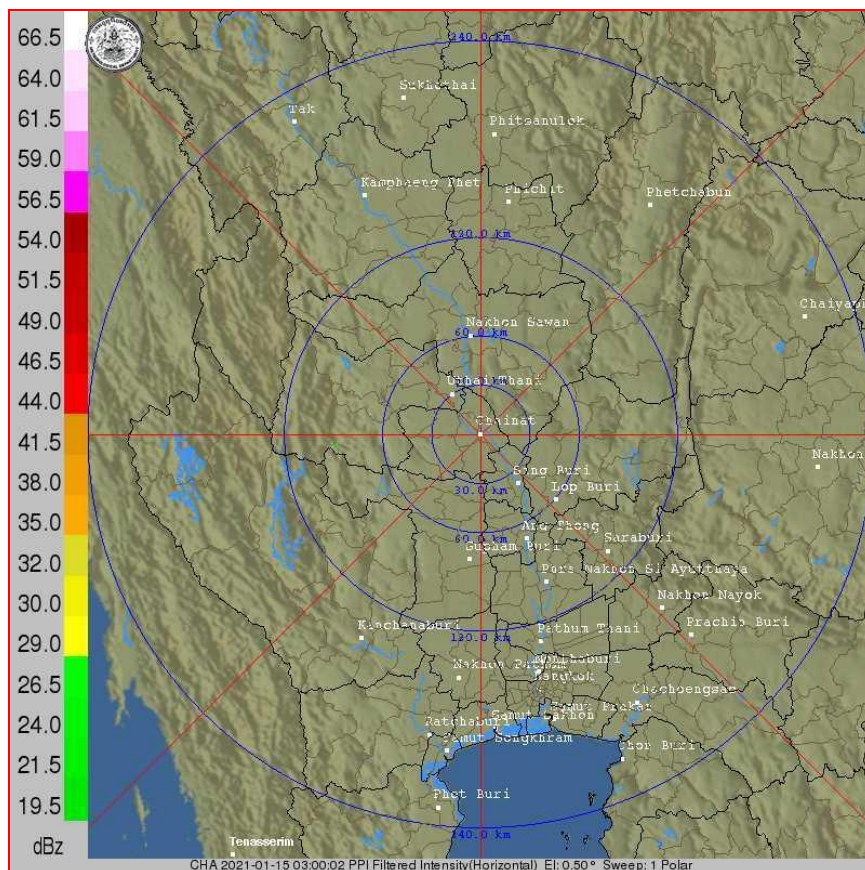 66.5
64.0
61.5
59.0
56.5
54.0
51.5
49.0
46.5
44.0
41.5
38.0
35.0
32.0
30.0
29.0
26.5
24.0
21.5
19.5
dBz
240.0 km
Sukhothai
Tak
Phitsanulok
Kamphaeng Phet
Phichit
Phetchabun
120.0 km
Chaiyaph
Nakhon Sawan
60.0 km
Uthai Thani
Chainat
Nakhon
Sing Buri
30.0 km
Lop Buri
Ang Thong
60.0 km
Suphan Buri
Saraburi
Pora Nakhon Si Ayutthaya
Nakhon Nayok
Kanchanaburi
120.0 km
Pathum Thani
Prachin Buri
Nonthaburi
Nakhon Pathom
Bangkok
Chachoengsao
Samut Prakan
Samut Sakhon
Ratchaburi
Samut Songkhram
Chon Buri
Phet Buri
240.0 km
Tenasserim
CHA 2021-01-15 03:00:02 PPI Filtered Intensity(Horizontal) El: 0.50° Sweep: 1 Polar